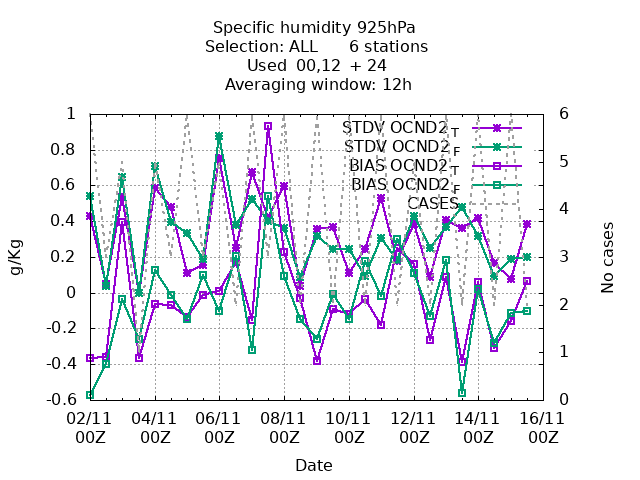 Specific humidity 925hPa
Selection: ALL 6 stations
Used 00,12 + 24
Averaging window: 12h
STDV OCND2_T
STDV OCND2_F
BIAS OCND2_T
BIAS OCND2_F
CASES
1
0.8
0.6
0.4
0.2
0
-0.2
-0.4
-0.6
g/Kg
6
5
4
3
2
1
0
No cases
02/11 04/11 06/11 08/11 10/11 12/11 14/11 16/11
00Z 00Z 00Z 00Z 00Z 00Z 00Z 00Z
Date